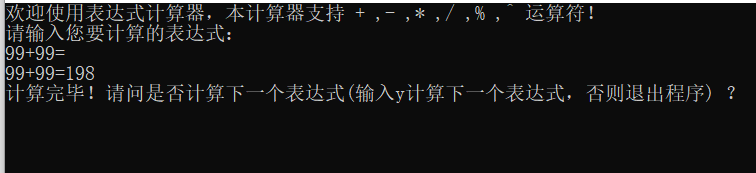 欢迎使用表达式计算器，本计算器支持 + ,- ,* ,/ ,% ,^ 运算符！
请输入您要计算的表达式：
99+99=
99+99=198
计算完毕！请问是否计算下一个表达式(输入y计算下一个表达式，否则退出程序) ？